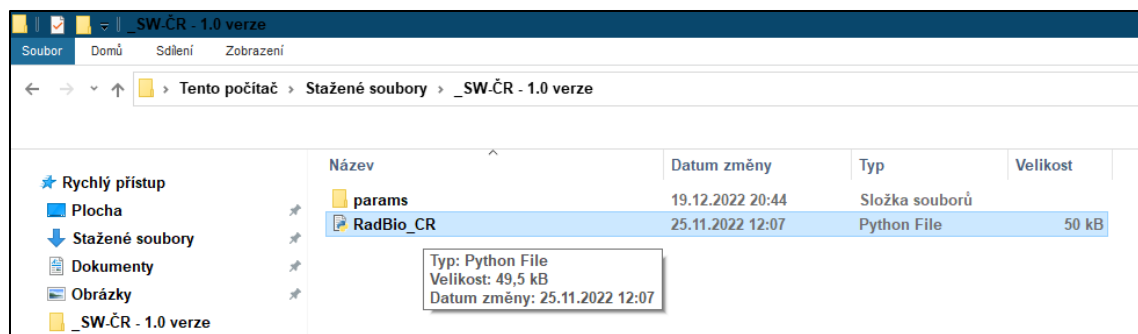 _SW-ČR - 1.0 verze
Soubor Domů Sdílení Zobrazení
Tento počítač › Stažené soubory › _SW-ČR - 1.0 verze
Název Datum změny Typ Velikost
Rychlý přístup
Plocha
Stažené soubory
Dokumenty
Obrázky
_SW-ČR - 1.0 verze
params 19.12.2022 20:44 Složka souborů
RadBio_CR 25.11.2022 12:07 Python File 50 kB
Typ: Python File
Velikost: 49,5 kB
Datum změny: 25.11.2022 12:07